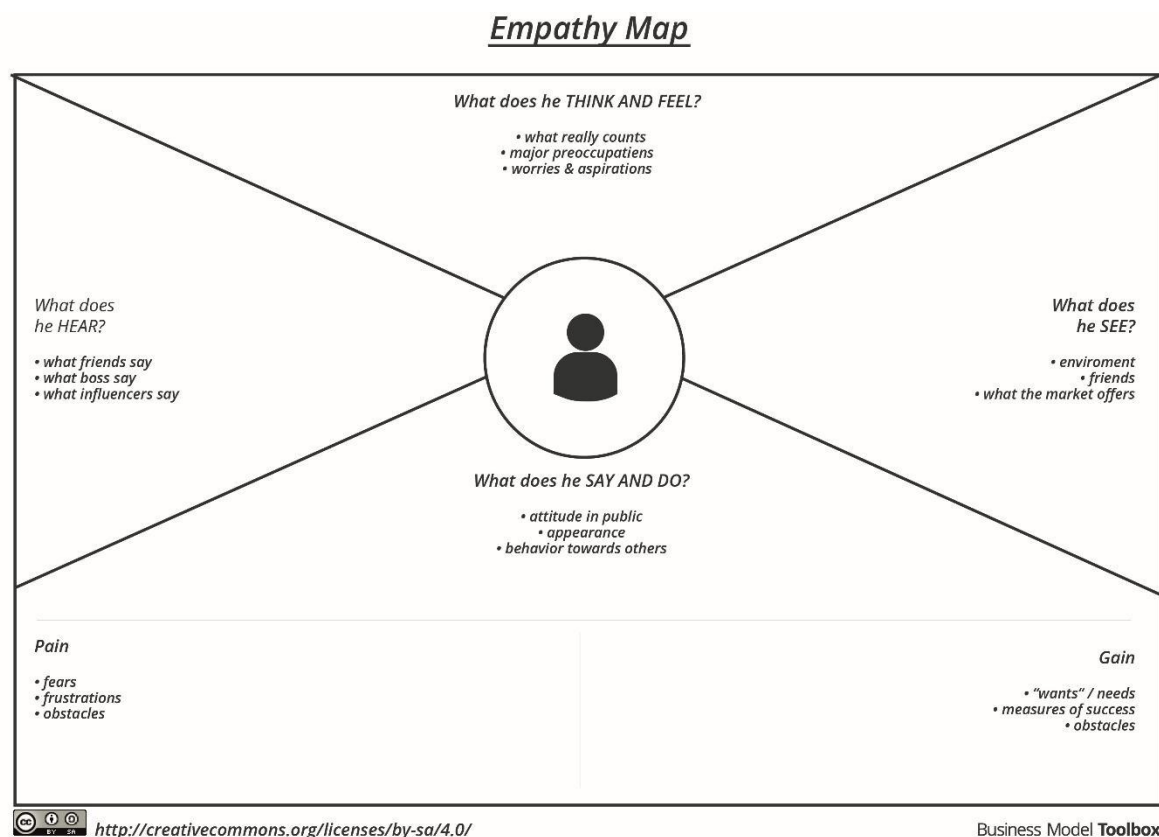 Empathy Map
What does he THINK AND FEEL?
• what really counts
• major preoccupatiens
• worries & aspirations
What does
he HEAR?
• what friends say
• what boss say
• what influencers say
What does
he SEE?
• enviroment
• friends
• what the market offers
What does he SAY AND DO?
• attitude in public
• appearance
• behavior towards others
Pain
• fears
• frustrations
• obstacles
Gain
• “wants” / needs
• measures of success
• obstacles
cc BY SA
http://creativecommons.org/licenses/by-sa/4.0/
Business Model Toolbox